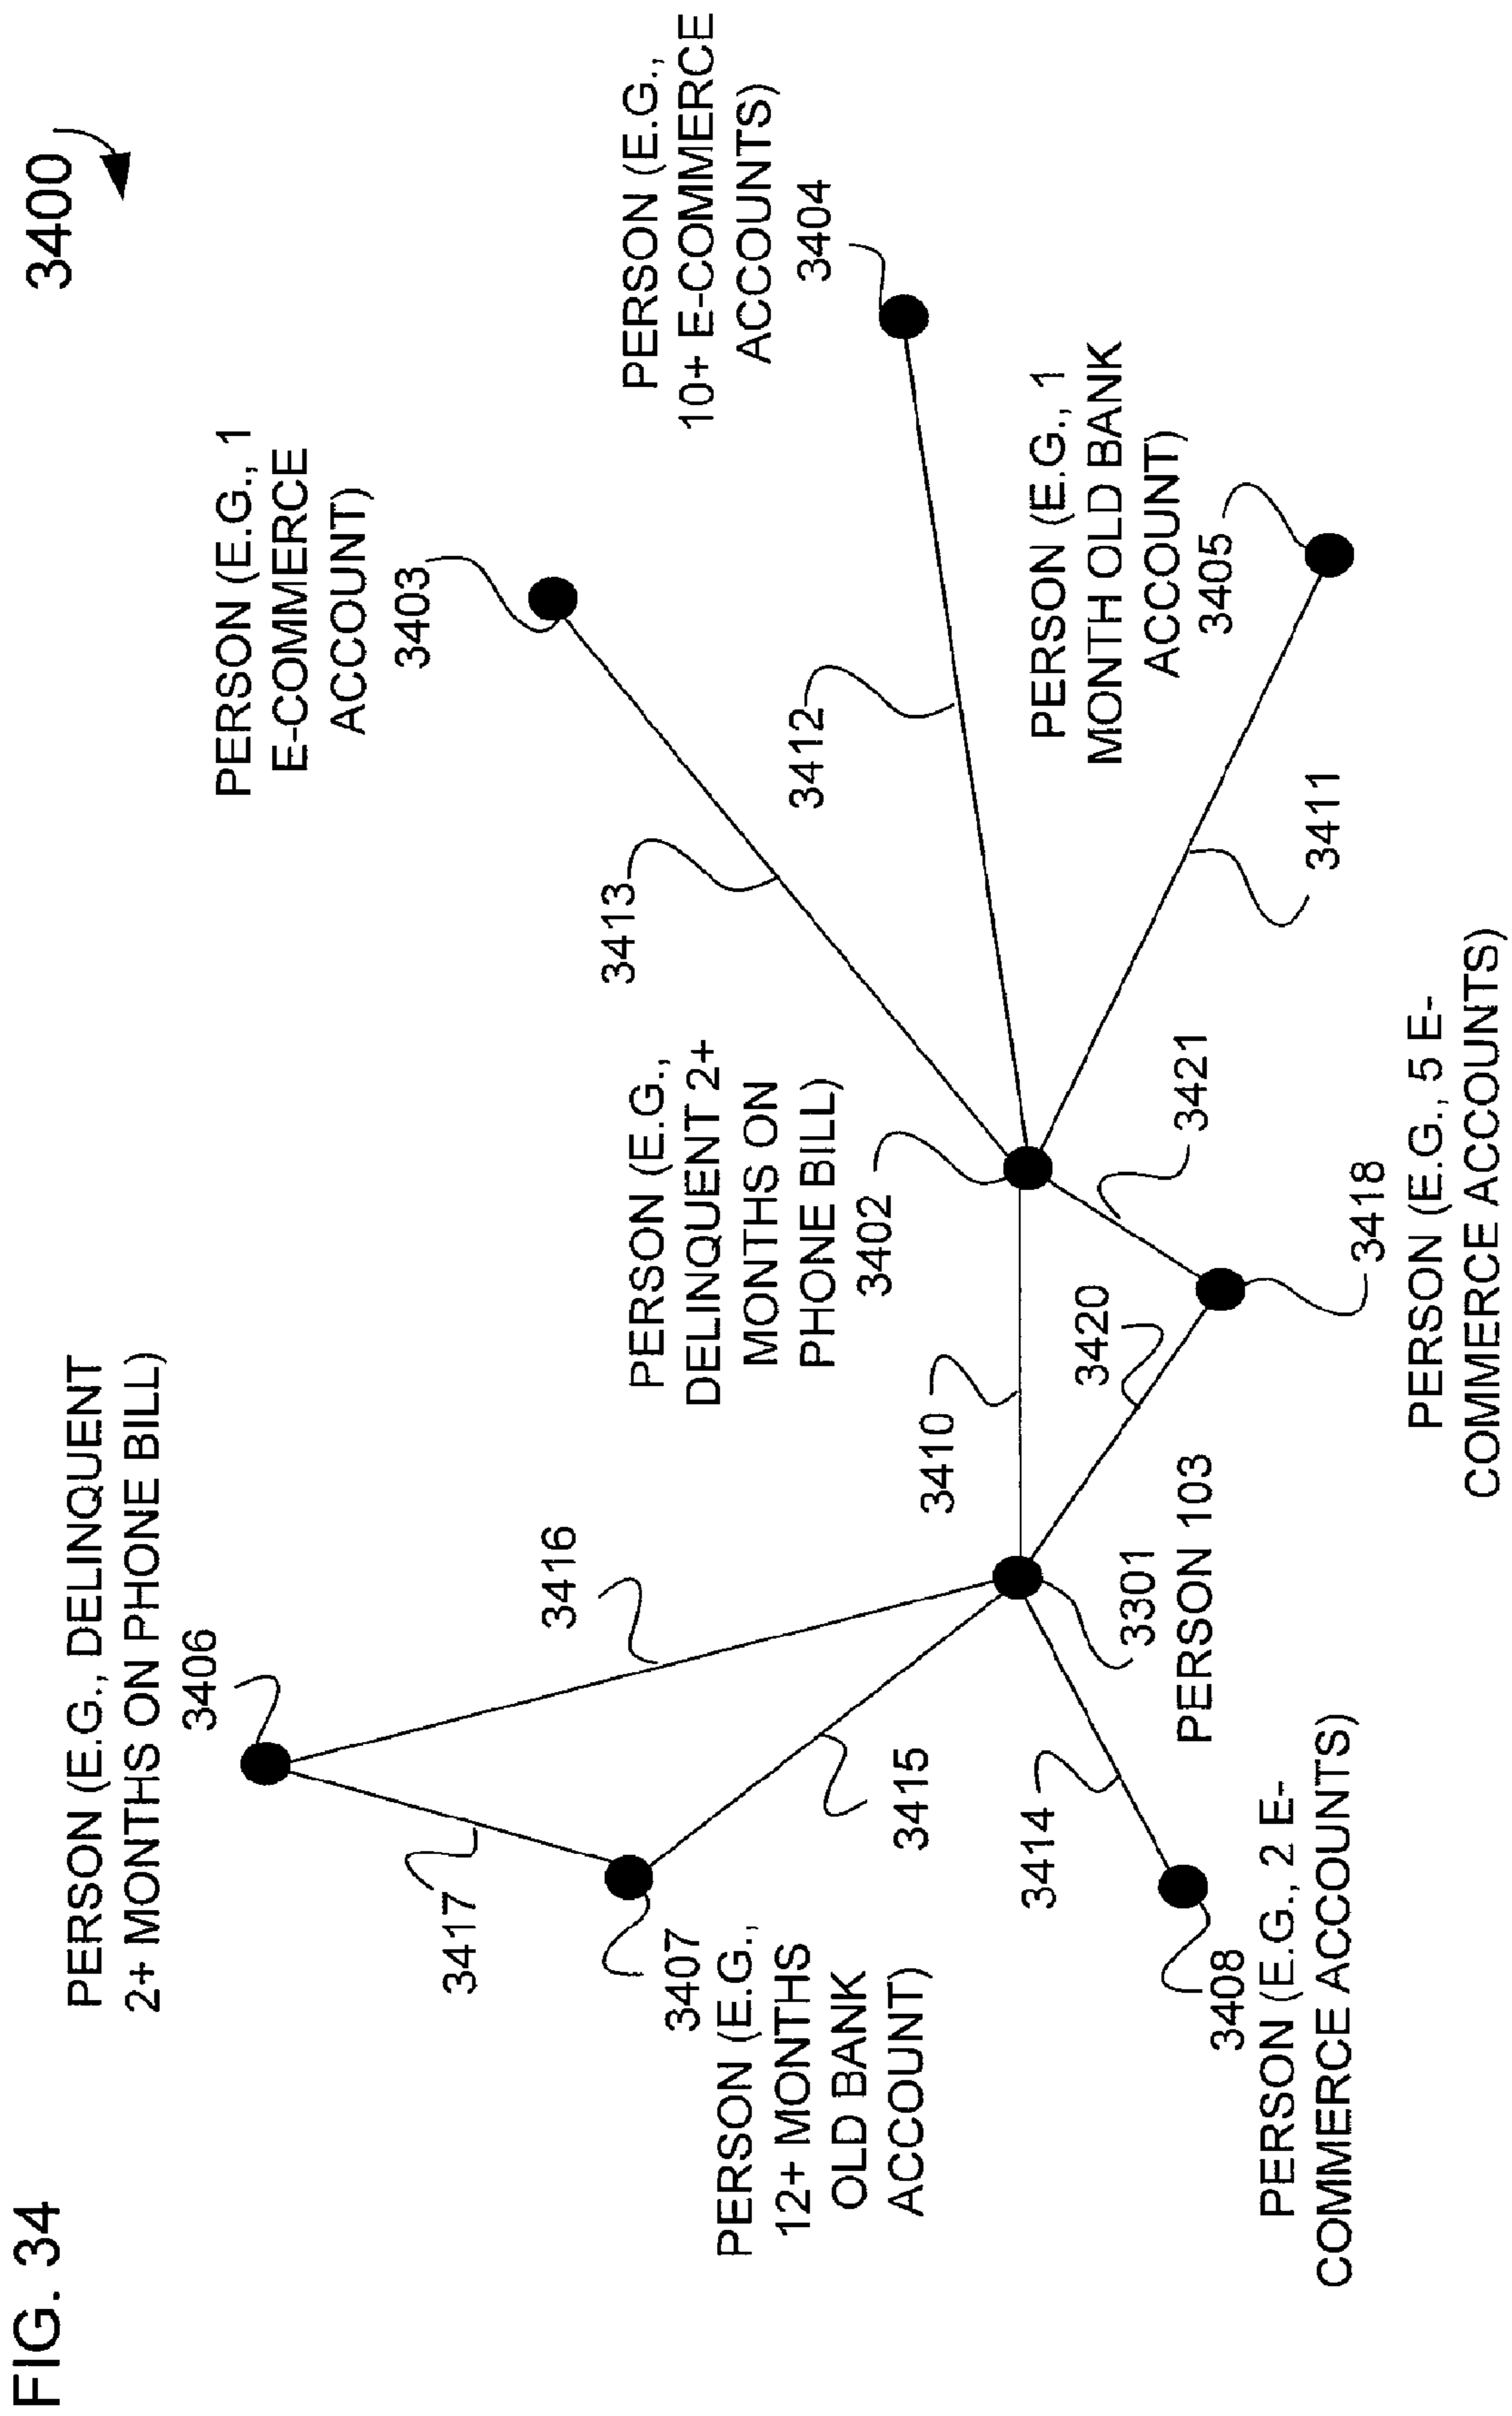 FIG. 34
3400
PERSON (E.G., DELINQUENT
2+ MONTHS ON PHONE BILL)
3406
PERSON (E.G., 1
E-COMMERCE
ACCOUNT)
3403
PERSON (E.G.,
10+ E-COMMERCE
ACCOUNTS)
3404
3417
3416
3413
3412
PERSON (E.G.,
DELINQUENT 2+
MONTHS ON
PHONE BILL)
3402
3407
PERSON (E.G.,
12+ MONTHS
OLD BANK
ACCOUNT)
3415
3410
PERSON (E.G., 1
MONTH OLD BANK
ACCOUNT)
3405
3414
3420
3421
3411
3301
PERSON 103
3408
PERSON (E.G., 2 E-
COMMERCE ACCOUNTS)
3418
PERSON (E.G., 5 E-
COMMERCE ACCOUNTS)